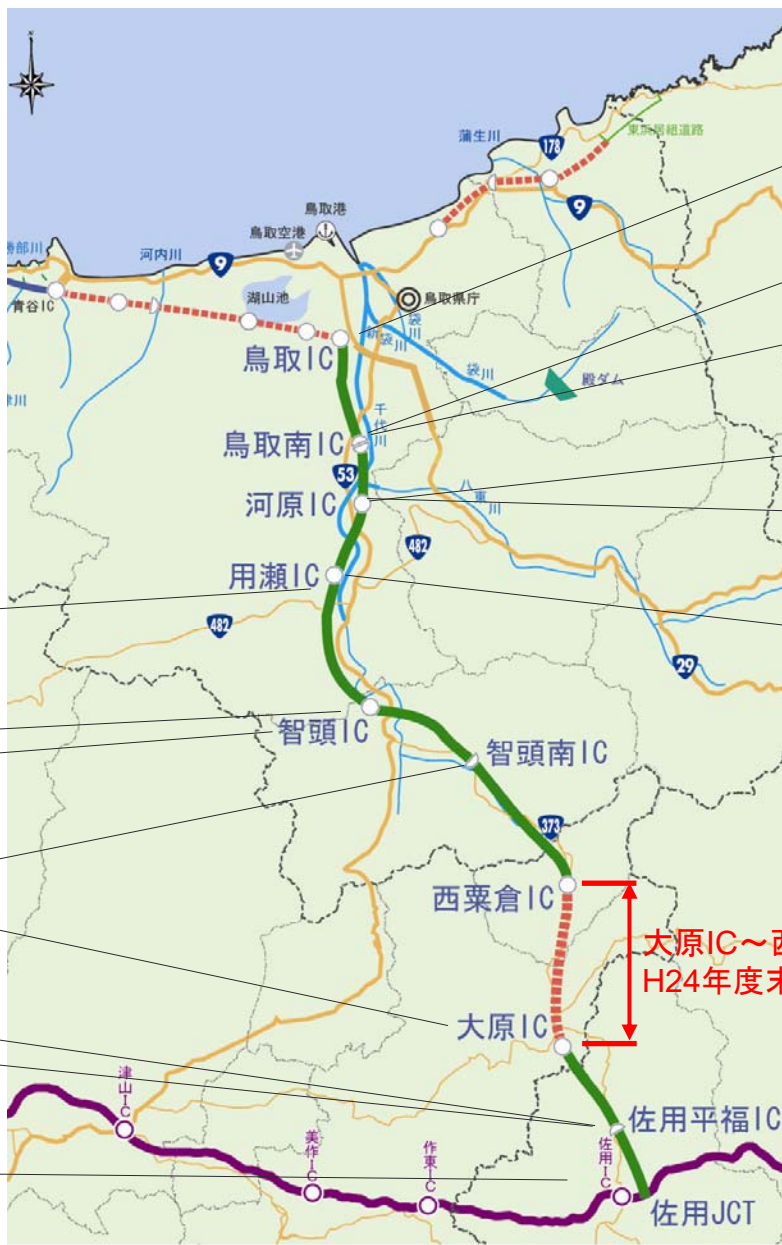 東浜居組道路
蒲生川
178
9
鳥取港
鳥取空港
勝部川
河内川
9
湖山池
鳥取県庁
青谷IC
袋川
新袋川
袋川
殿ダム
鳥取IC
千代川
鳥取南IC
53
八東川
河原IC
482
用瀬IC
482
29
智頭IC
智頭南IC
373
西粟倉IC
大原IC～西
H24年度末
大原IC
津山IC
佐用平福IC
美作IC
作東IC
佐用IC
佐用JCT